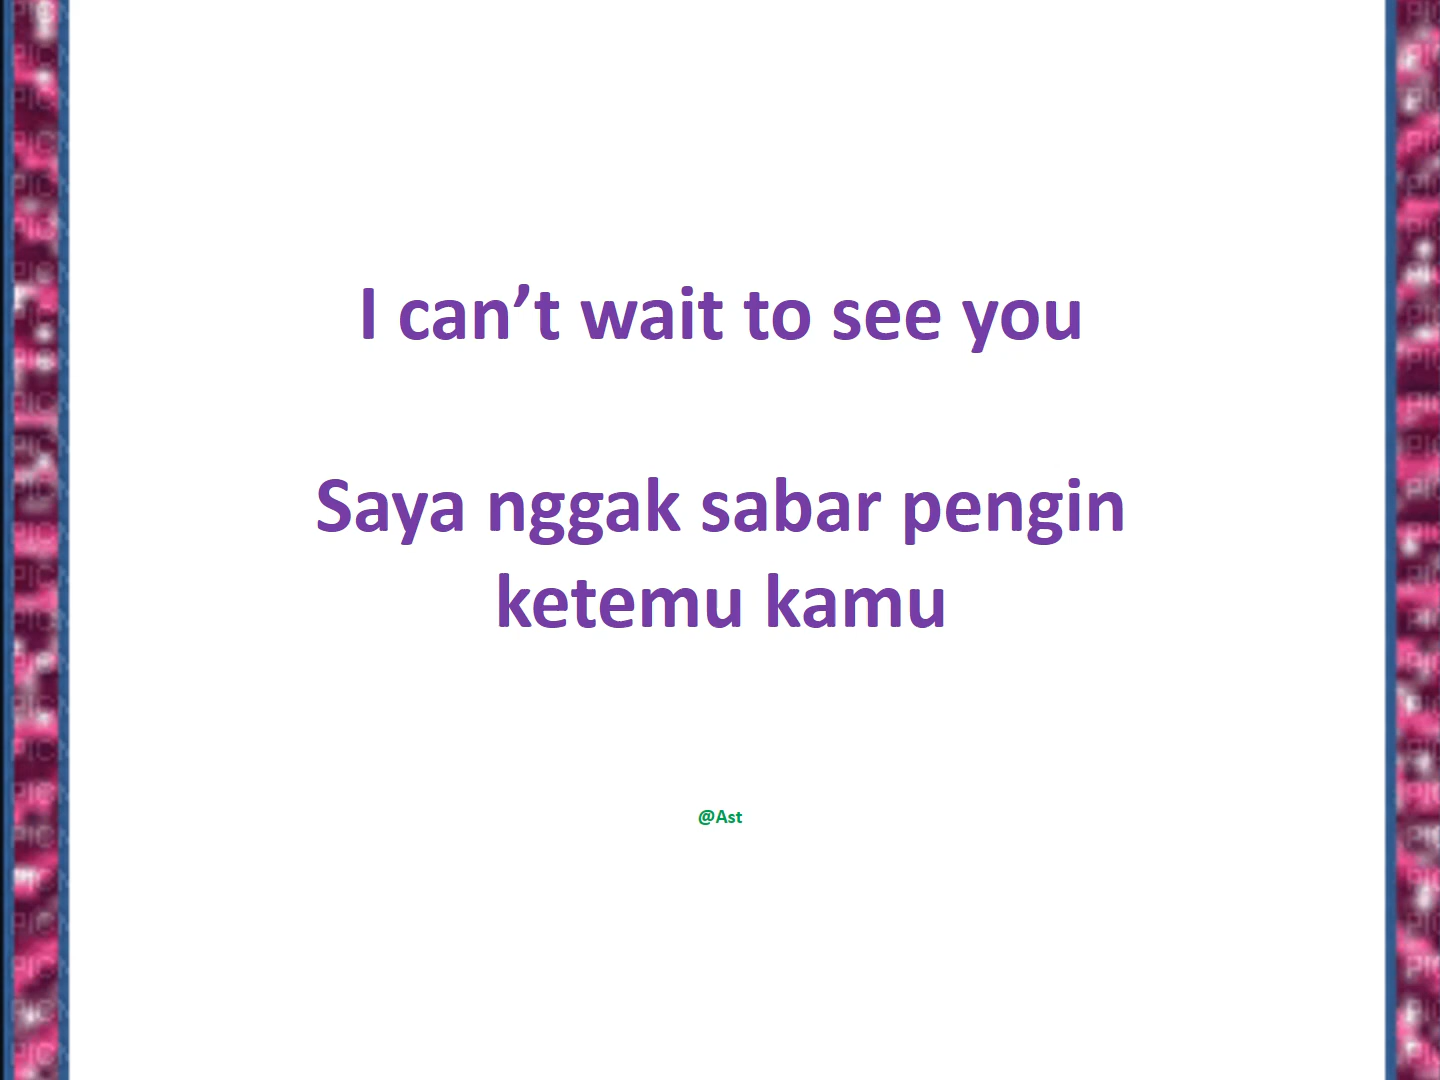 I can’t wait to see you
Saya nggak sabar pengin
ketemu kamu
@Ast